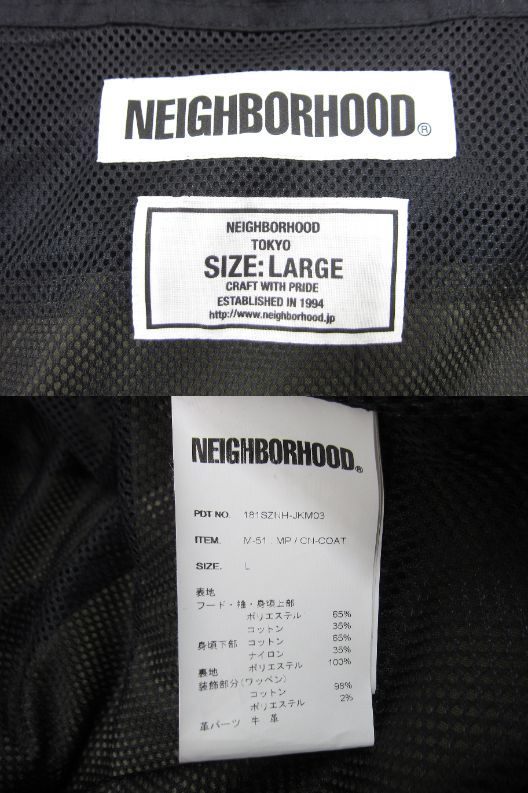 NEIGHBORHOOD®
NEIGHBORHOOD
TOKYO
SIZE: LARGE
CRAFT WITH PRIDE
ESTABLISHED IN 1994
http://www.neighborhood.jp
NEIGHBORHOOD®
PDT NO. 181SZNH-JKM03
ITEM. M-51 . MP / CN-COAT
SIZE. L
表地
フード・袖・身頃上部
ポリエステル 65%
コットン 35%
身頃下部 コットン 65%
ナイロン 35%
裏地 ポリエステル 100%
装飾部分(ワッペン)
コットン 98%
ポリエステル 2%
革パーツ 牛 革